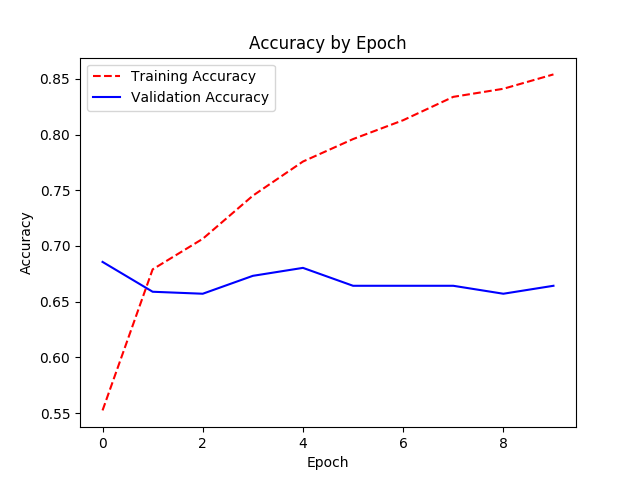 Accuracy by Epoch
Training Accuracy
Validation Accuracy
0.85
0.80
0.75
0.70
0.65
0.60
0.55
Accuracy
0 2 4 6 8
Epoch